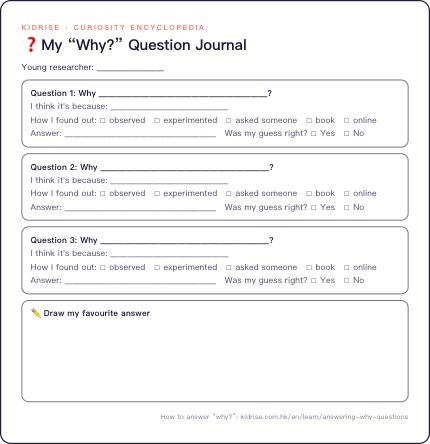 KIDRISE · CURIOSITY ENCYCLOPEDIA
❓ My “Why?” Question Journal
Young researcher: _______________
Question 1: Why ______________________________________?
I think it's because: ___________________________
How I found out: □ observed □ experimented □ asked someone □ book □ online
Answer: ___________________________________ Was my guess right? □ Yes □ No
Question 2: Why ______________________________________?
I think it's because: ___________________________
How I found out: □ observed □ experimented □ asked someone □ book □ online
Answer: ___________________________________ Was my guess right? □ Yes □ No
Question 3: Why ______________________________________?
I think it's because: ___________________________
How I found out: □ observed □ experimented □ asked someone □ book □ online
Answer: ___________________________________ Was my guess right? □ Yes □ No
✏️ Draw my favourite answer
How to answer "why?": kidrise.com.hk/en/learn/answering-why-questions